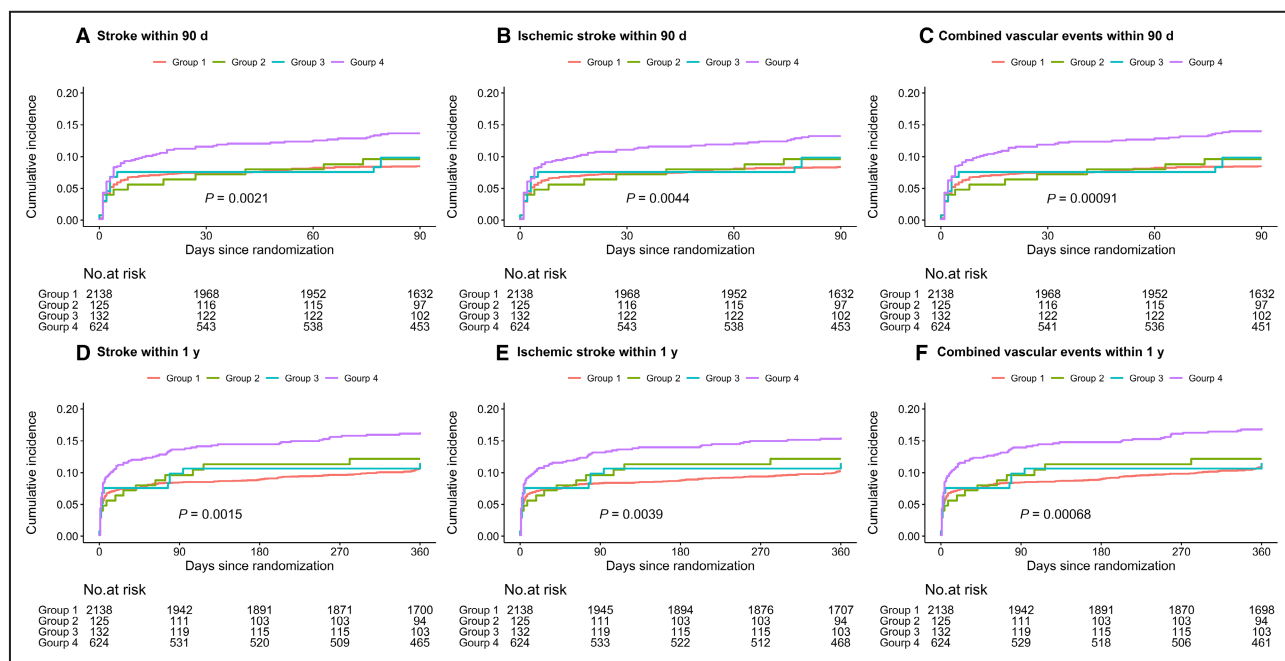 A Stroke within 90 d
Group 1 Group 2 Group 3 Gourp 4
Cumulative incidence
0.20
0.15
0.10
0.05
0.00
P = 0.0021
0 30 60 90
Days since randomization
No.at risk
Group 1 2138 1968 1952 1632
Group 2 125 116 115 97
Group 3 132 122 122 102
Gourp 4 624 543 538 453
B Ischemic stroke within 90 d
Group 1 Group 2 Group 3 Gourp 4
Cumulative incidence
0.20
0.15
0.10
0.05
0.00
P = 0.0044
0 30 60 90
Days since randomization
No.at risk
Group 1 2138 1968 1952 1632
Group 2 125 116 115 97
Group 3 132 122 122 102
Gourp 4 624 543 538 453
C Combined vascular events within 90 d
Group 1 Group 2 Group 3 Gourp 4
Cumulative incidence
0.20
0.15
0.10
0.05
0.00
P = 0.00091
0 30 60 90
Days since randomization
No.at risk
Group 1 2138 1968 1952 1632
Group 2 125 116 115 97
Group 3 132 122 122 102
Gourp 4 624 541 536 451
D Stroke within 1 y
Group 1 Group 2 Group 3 Gourp 4
Cumulative incidence
0.20
0.15
0.10
0.05
0.00
P = 0.0015
0 90 180 270 360
Days since randomization
No.at risk
Group 1 2138 1942 1891 1871 1700
Group 2 125 111 103 103 94
Group 3 132 119 115 115 103
Gourp 4 624 531 520 509 465
E Ischemic stroke within 1 y
Group 1 Group 2 Group 3 Gourp 4
Cumulative incidence
0.20
0.15
0.10
0.05
0.00
P = 0.0039
0 90 180 270 360
Days since randomization
No.at risk
Group 1 2138 1945 1894 1876 1707
Group 2 125 111 103 103 94
Group 3 132 119 115 115 103
Gourp 4 624 533 522 512 468
F Combined vascular events within 1 y
Group 1 Group 2 Group 3 Gourp 4
Cumulative incidence
0.20
0.15
0.10
0.05
0.00
P = 0.00068
0 90 180 270 360
Days since randomization
No.at risk
Group 1 2138 1942 1891 1870 1698
Group 2 125 111 103 103 94
Group 3 132 119 115 115 103
Gourp 4 624 529 518 506 461